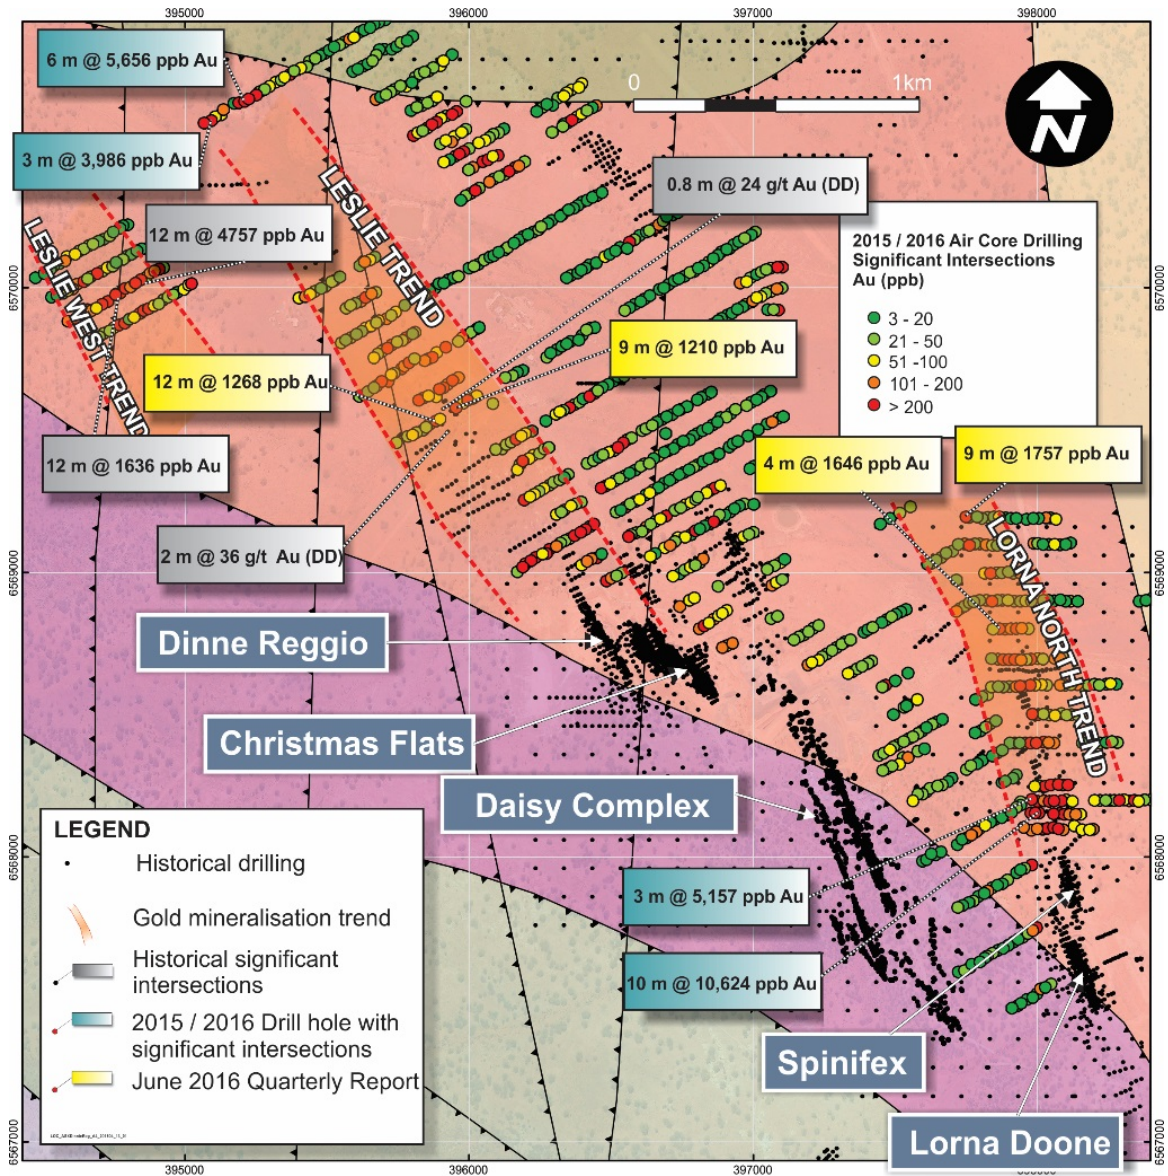 395000
396000
397000
398000
6 m @ 5,656 ppb Au
0
1km
N
3 m @ 3,986 ppb Au
LESLIE TREND
0.8 m @ 24 g/t Au (DD)
12 m @ 4757 ppb Au
LESLIE WEST TREND
2015 / 2016 Air Core Drilling
Significant Intersections
Au (ppb)
3 - 20
21 - 50
51 -100
101 - 200
> 200
6570000
6570000
9 m @ 1210 ppb Au
12 m @ 1268 ppb Au
12 m @ 1636 ppb Au
4 m @ 1646 ppb Au
9 m @ 1757 ppb Au
2 m @ 36 g/t Au (DD)
LORNA NORTH TREND
6569000
6569000
Dinne Reggio
Christmas Flats
Daisy Complex
6568000
6568000
3 m @ 5,157 ppb Au
10 m @ 10,624 ppb Au
Spinifex
Lorna Doone
LEGEND
Historical drilling
Gold mineralisation trend
Historical significant
intersections
2015 / 2016 Drill hole with
significant intersections
June 2016 Quarterly Report
6567000
6567000
395000
396000
397000